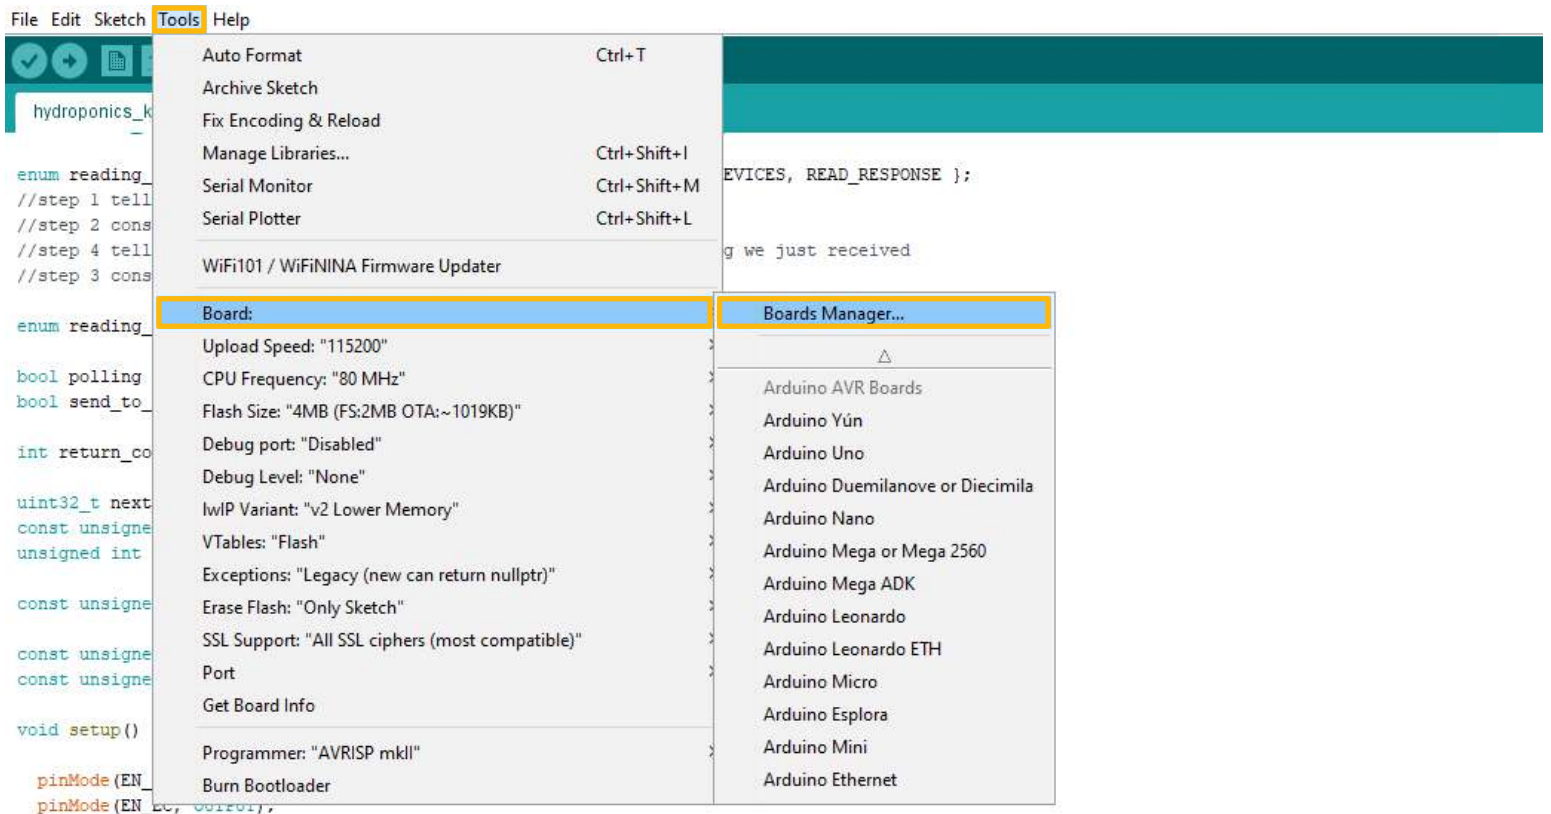 File Edit Sketch Tools Help
hydroponics_k
Auto Format Ctrl+T
Archive Sketch
Fix Encoding & Reload
Manage Libraries... Ctrl+Shift+I
Serial Monitor Ctrl+Shift+M
Serial Plotter Ctrl+Shift+L
WiFi101 / WiFiNINA Firmware Updater
Board:
Upload Speed: "115200"
CPU Frequency: "80 MHz"
Flash Size: "4MB (FS:2MB OTA:~1019KB)"
Debug port: "Disabled"
Debug Level: "None"
lwIP Variant: "v2 Lower Memory"
VTables: "Flash"
Exceptions: "Legacy (new can return nullptr)"
Erase Flash: "Only Sketch"
SSL Support: "All SSL ciphers (most compatible)"
Port
Get Board Info
Programmer: "AVRISP mkII"
Burn Bootloader
Boards Manager...
Arduino AVR Boards
Arduino Yún
Arduino Uno
Arduino Duemilanove or Diecimila
Arduino Nano
Arduino Mega or Mega 2560
Arduino Mega ADK
Arduino Leonardo
Arduino Leonardo ETH
Arduino Micro
Arduino Esplora
Arduino Mini
Arduino Ethernet
enum reading_ EVICES, READ_RESPONSE };
//step 1 tell
//step 2 cons
//step 4 tell g we just received
//step 3 cons
enum reading_
bool polling
bool send_to_
int return_co
uint32_t next
const unsigne
unsigned int
const unsigne
const unsigne
const unsigne
void setup()
pinMode(EN_
pinMode(EN_EC, OUTPUT);